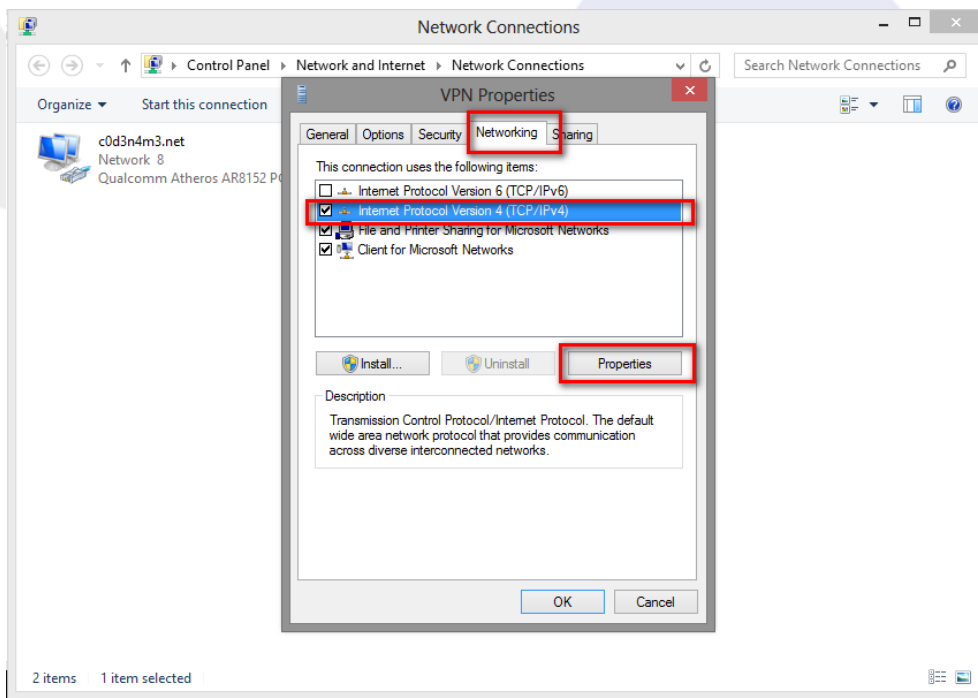 Network Connections
Control Panel Network and Internet Network Connections
Search Network Connections
Organize
Start this connection
c0d3n4m3.net
Network 8
Qualcomm Atheros AR8152
VPN Properties
General Options Security Networking Sharing
This connection uses the following items:
Internet Protocol Version 6 (TCP/IPv6)
Internet Protocol Version 4 (TCP/IPv4)
File and Printer Sharing for Microsoft Networks
Client for Microsoft Networks
Install... Uninstall Properties
Description
Transmission Control Protocol/Internet Protocol. The default
wide area network protocol that provides communication
across diverse interconnected networks.
OK Cancel
2 items 1 item selected